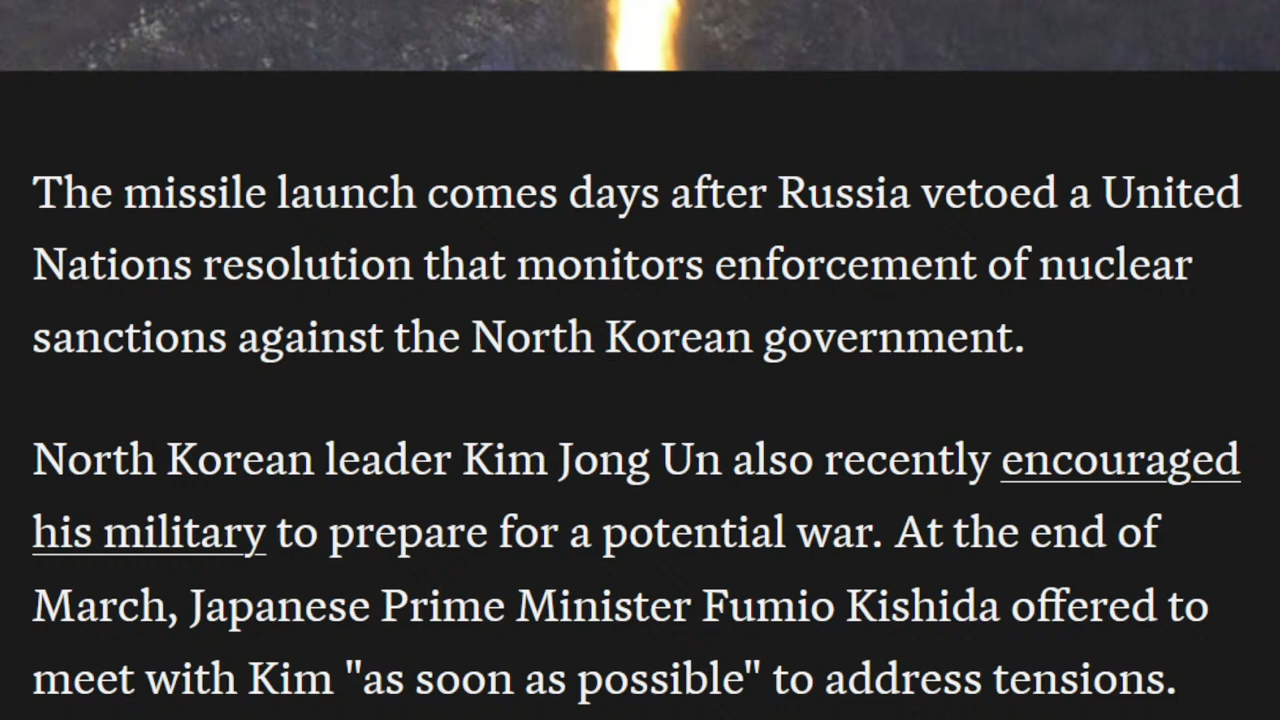 The missile launch comes days after Russia vetoed a United
Nations resolution that monitors enforcement of nuclear
sanctions against the North Korean government.
North Korean leader Kim Jong Un also recently encouraged
his military to prepare for a potential war. At the end of
March, Japanese Prime Minister Fumio Kishida offered to
meet with Kim "as soon as possible" to address tensions.